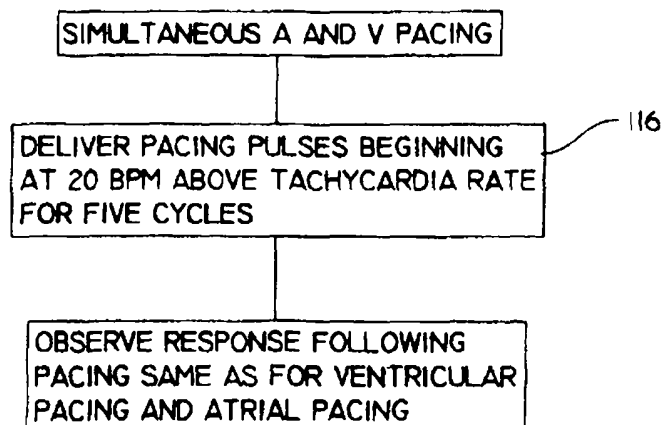 SIMULTANEOUS A AND V PACING
DELIVER PACING PULSES BEGINNING
AT 20 BPM ABOVE TACHYCARDIA RATE
FOR FIVE CYCLES
116
OBSERVE RESPONSE FOLLOWING
PACING SAME AS FOR VENTRICULAR
PACING AND ATRIAL PACING